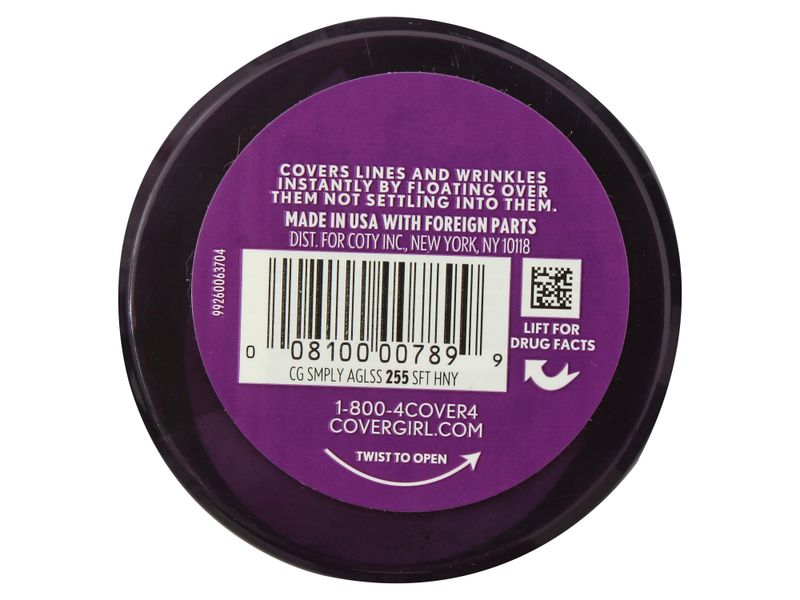 COVERS LINES AND WRINKLES
INSTANTLY BY FLOATING OVER
THEM NOT SETTLING INTO THEM.
MADE IN USA WITH FOREIGN PARTS
DIST. FOR COTY INC., NEW YORK, NY 10118
99260063704
0 08100 00789 9
CG SMPLY AGLSS 255 SFT HNY
LIFT FOR
DRUG FACTS
1-800-4COVER4
COVERGIRL.COM
TWIST TO OPEN